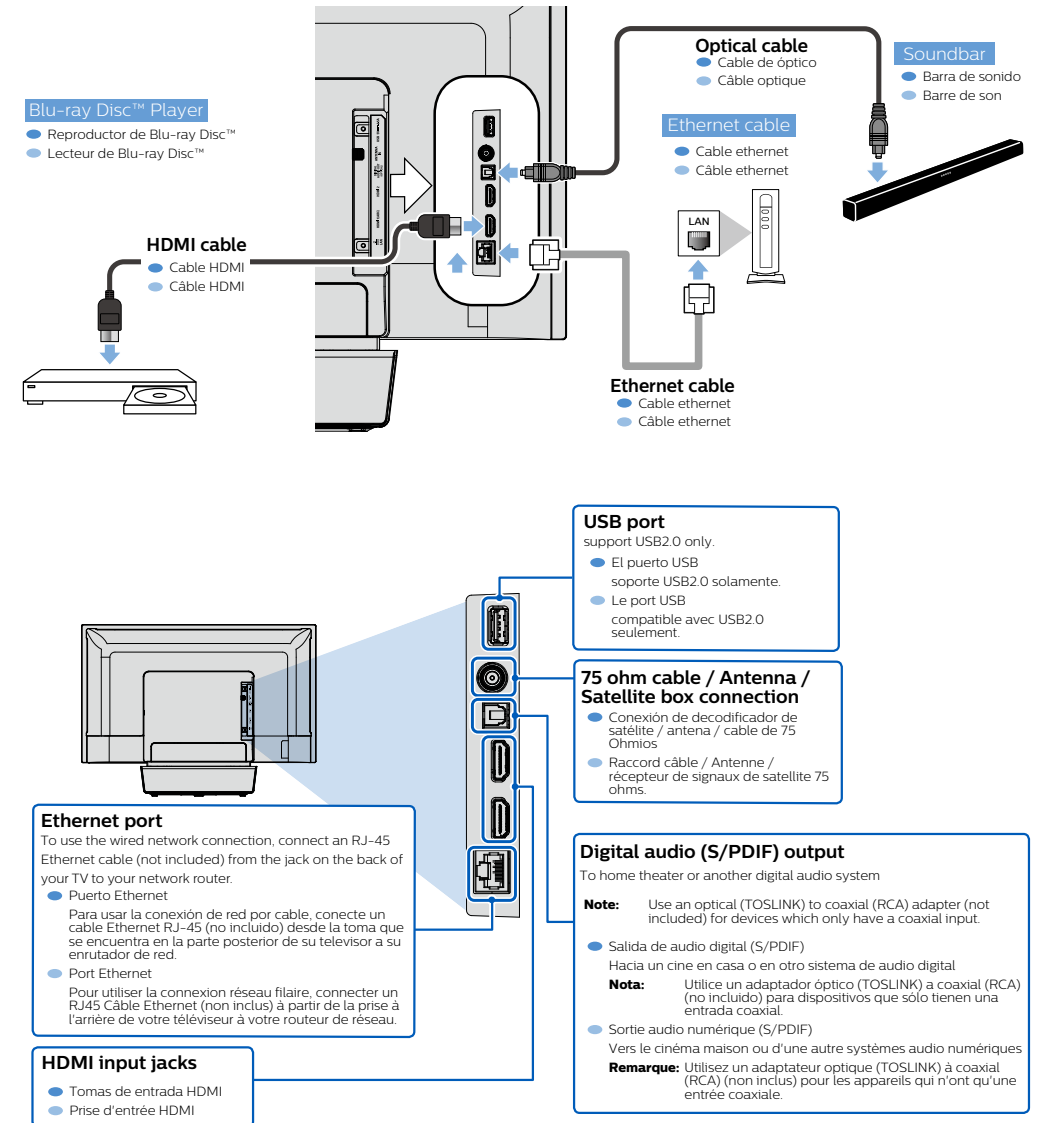 Optical cable
Cable de óptico
Câble optique
Soundbar
Barra de sonido
Barre de son
Blu-ray Disc™ Player
Reproductor de Blu-ray Disc™
Lecteur de Blu-ray Disc™
Ethernet cable
Cable ethernet
Câble ethernet
LAN
HDMI cable
Cable HDMI
Câble HDMI
Ethernet cable
Cable ethernet
Câble ethernet
USB port
support USB2.0 only.
El puerto USB
soporte USB2.0 solamente.
Le port USB
compatible avec USB2.0
seulement.
75 ohm cable / Antenna /
Satellite box connection
Conexión de decodificador de
satélite / antena / cable de 75
Ohmios
Raccord câble / Antenne /
récepteur de signaux de satellite 75
ohms.
Ethernet port
To use the wired network connection, connect an RJ-45
Ethernet cable (not included) from the jack on the back of
your TV to your network router.
Puerto Ethernet
Para usar la conexión de red por cable, conecte un
cable Ethernet RJ-45 (no incluido) desde la toma que
se encuentra en la parte posterior de su televisor a su
enrutador de red.
Port Ethernet
Pour utiliser la connexion réseau filaire, connecter un
RJ45 Câble Ethernet (non inclus) à partir de la prise à
l'arrière de votre téléviseur à votre routeur de réseau.
HDMI input jacks
Tomas de entrada HDMI
Prise d'entrée HDMI
Digital audio (S/PDIF) output
To home theater or another digital audio system
Note: Use an optical (TOSLINK) to coaxial (RCA) adapter (not
included) for devices which only have a coaxial input.
Salida de audio digital (S/PDIF)
Hacia un cine en casa o en otro sistema de audio digital
Nota: Utilice un adaptador óptico (TOSLINK) a coaxial (RCA)
(no incluido) para dispositivos que sólo tienen una
entrada coaxial.
Sortie audio numérique (S/PDIF)
Vers le cinéma maison ou d'une autre systèmes audio numériques
Remarque: Utilisez un adaptateur optique (TOSLINK) à coaxial
(RCA) (non inclus) pour les appareils qui n'ont qu'une
entrée coaxiale.